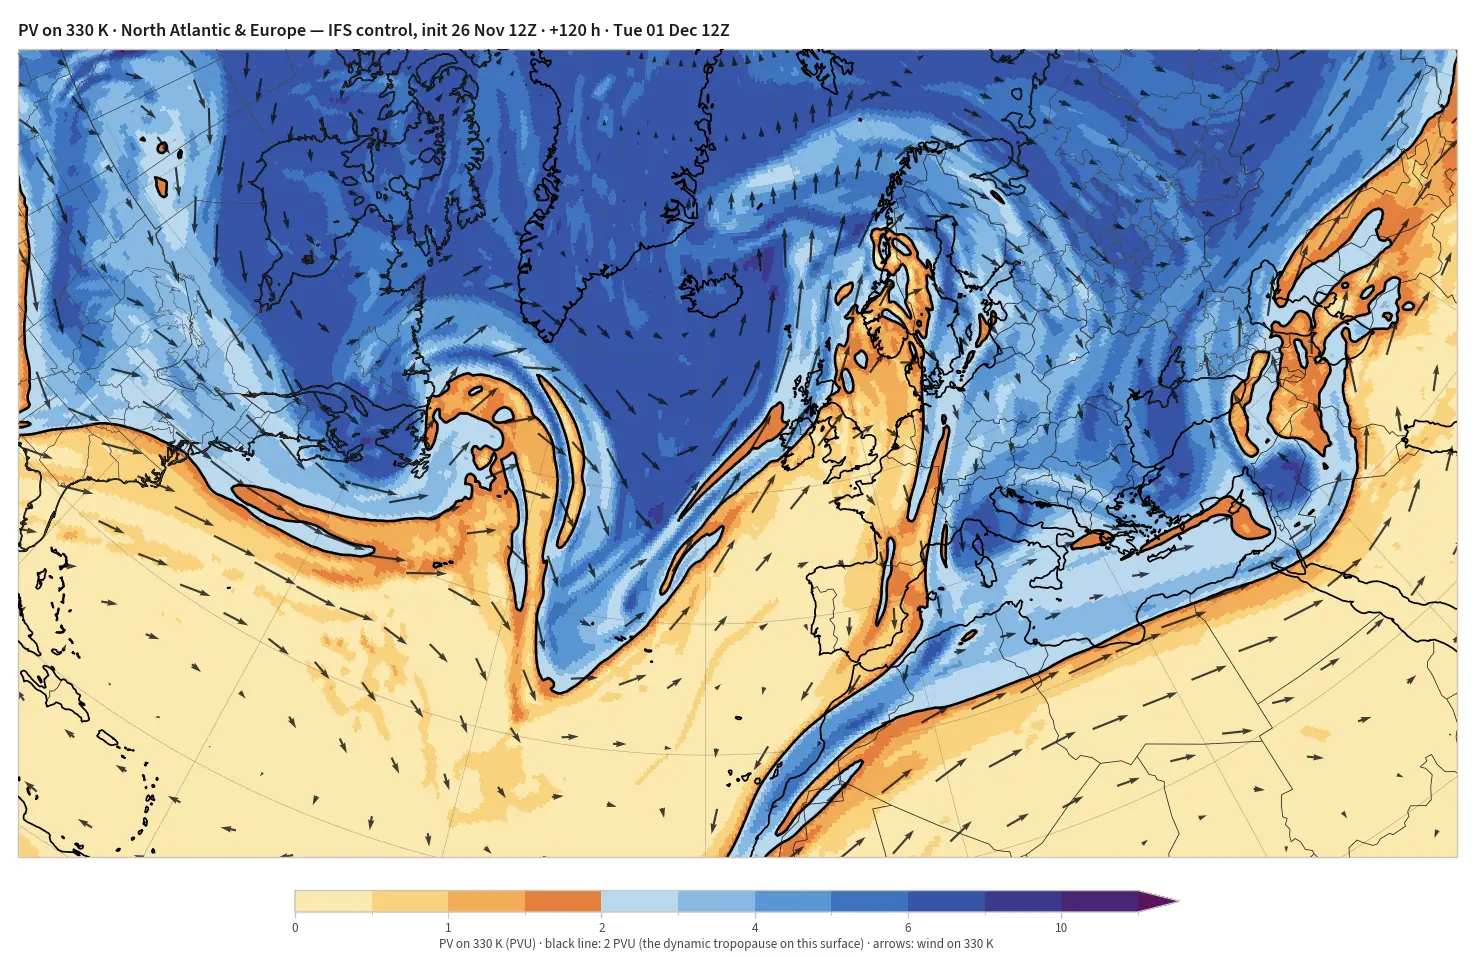 PV on 330 K · North Atlantic & Europe — IFS control, init 26 Nov 12Z · +120 h · Tue 01 Dec 12Z
0 1 2 4 6 10
PV on 330 K (PVU) · black line: 2 PVU (the dynamic tropopause on this surface) · arrows: wind on 330 K